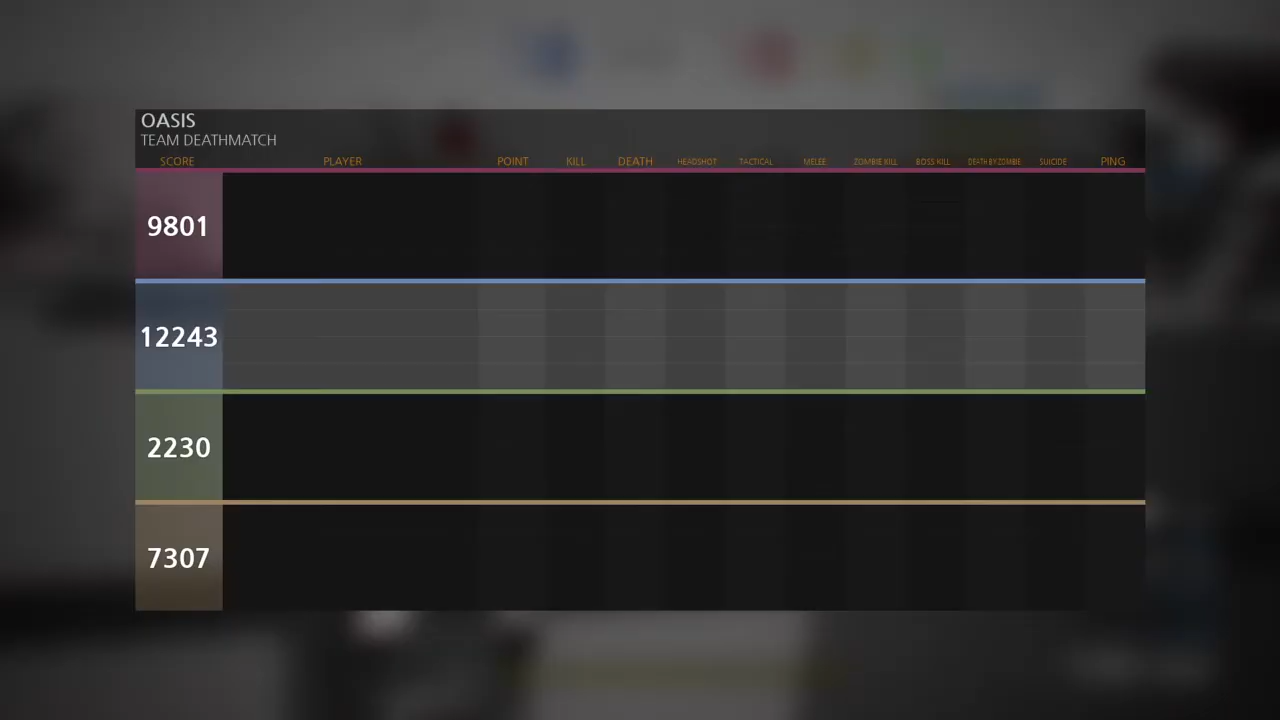 OASIS
TEAM DEATHMATCH
SCORE PLAYER POINT KILL DEATH HEADSHOT TACTICAL MELEE ZOMBIE KILL BOSS KILL DEATH BY ZOMBIE SUICIDE PING
9801
12243
2230
7307